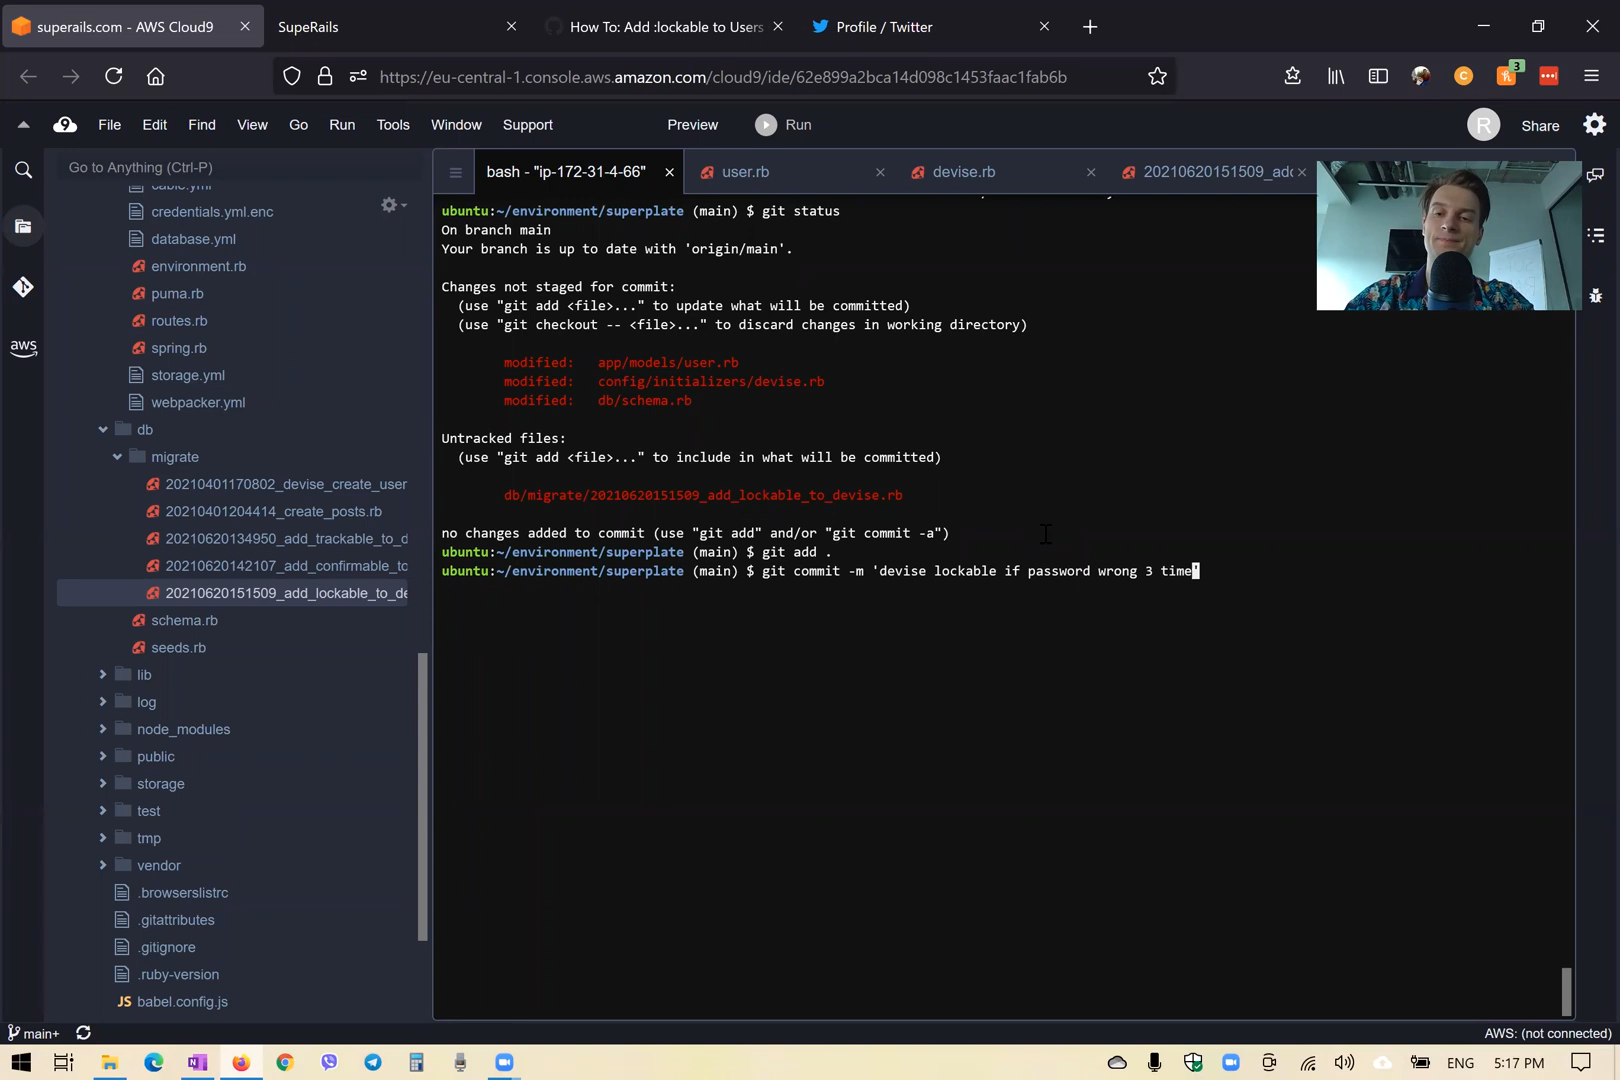 superails.com - AWS Cloud9
SupeRails
How To: Add :lockable to Users
Profile / Twitter
https://eu-central-1.console.aws.amazon.com/cloud9/ide/62e899a2bca14d098c1453faac1fab6b
3
File Edit Find View Go Run Tools Window Support Preview Run
R Share
Go to Anything (Ctrl-P)
bash - "ip-172-31-4-66"
user.rb
devise.rb
20210620151509_add
cable.yml
credentials.yml.enc
database.yml
environment.rb
puma.rb
routes.rb
spring.rb
storage.yml
webpacker.yml
db
migrate
20210401170802_devise_create_user
20210401204414_create_posts.rb
20210620134950_add_trackable_to_d
20210620142107_add_confirmable_to
20210620151509_add_lockable_to_de
schema.rb
seeds.rb
lib
log
node_modules
public
storage
test
tmp
vendor
.browserslistrc
.gitattributes
.gitignore
.ruby-version
JS babel.config.js
aws
ubuntu:~/environment/superplate (main) $ git status
On branch main
Your branch is up to date with 'origin/main'.
Changes not staged for commit:
(use "git add <file>..." to update what will be committed)
(use "git checkout -- <file>..." to discard changes in working directory)
modified: app/models/user.rb
modified: config/initializers/devise.rb
modified: db/schema.rb
Untracked files:
(use "git add <file>..." to include in what will be committed)
db/migrate/20210620151509_add_lockable_to_devise.rb
no changes added to commit (use "git add" and/or "git commit -a")
ubuntu:~/environment/superplate (main) $ git add .
ubuntu:~/environment/superplate (main) $ git commit -m 'devise lockable if password wrong 3 time'
main+
AWS: (not connected)
ENG 5:17 PM